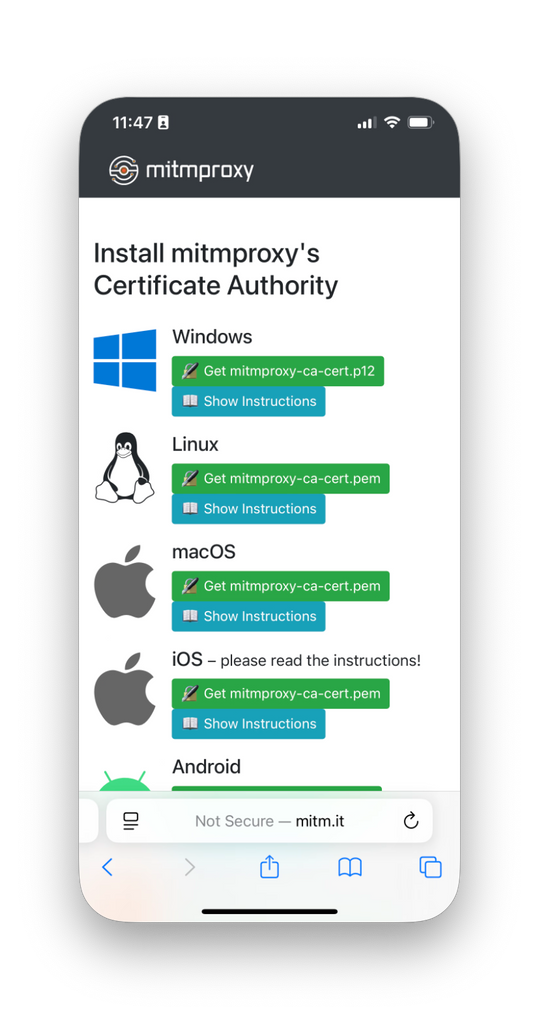 11:47
mitmproxy
Install mitmproxy's
Certificate Authority
Windows
Get mitmproxy-ca-cert.p12
Show Instructions
Linux
Get mitmproxy-ca-cert.pem
Show Instructions
macOS
Get mitmproxy-ca-cert.pem
Show Instructions
iOS – please read the instructions!
Get mitmproxy-ca-cert.pem
Show Instructions
Android
Not Secure — mitm.it